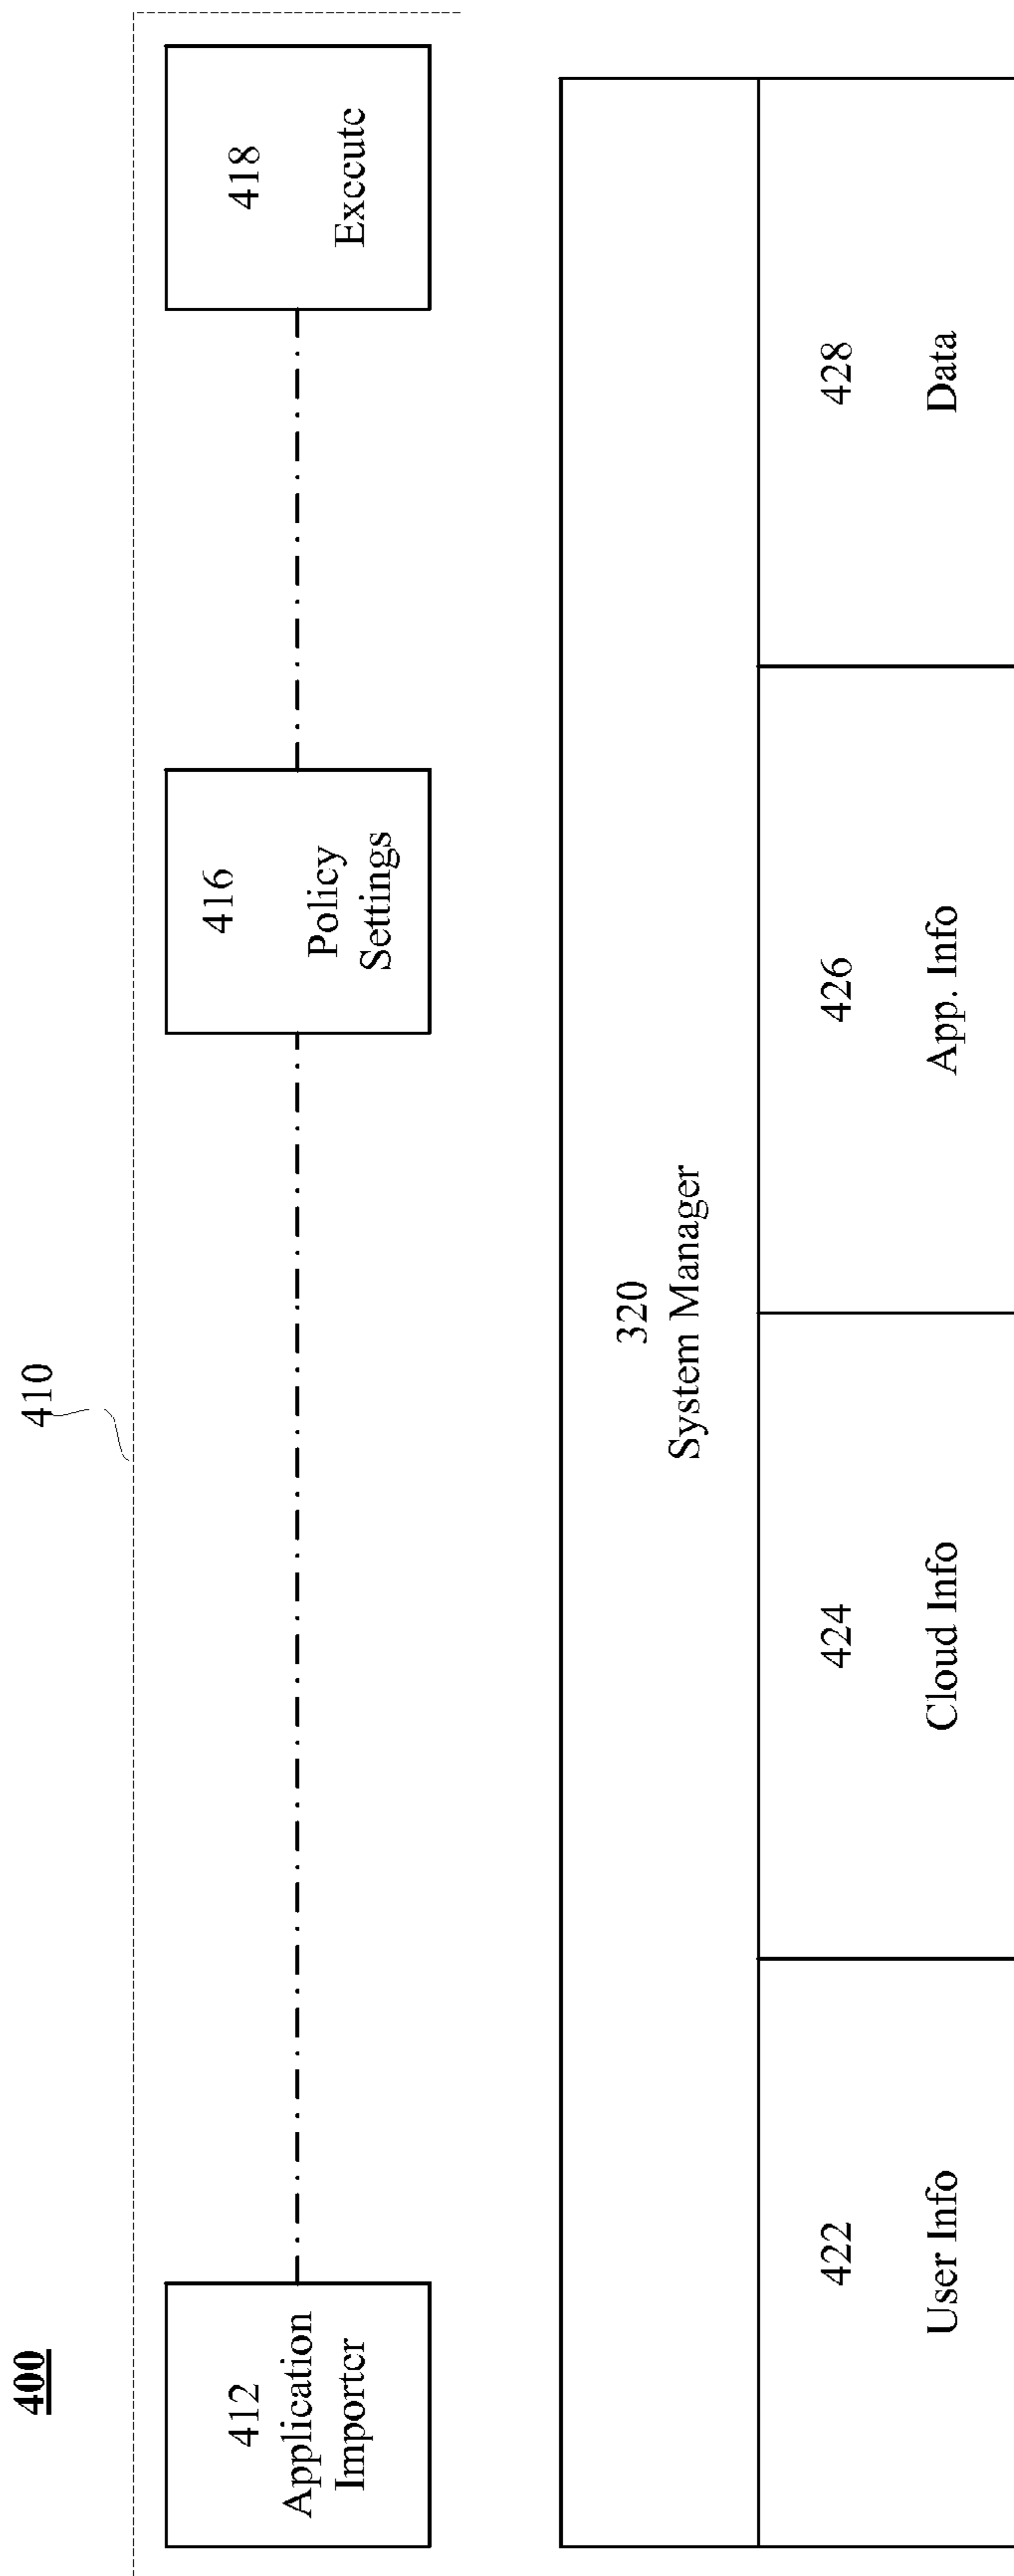 400
410
412
Application
Importer
416
Policy
Settings
418
Execute
320
System Manager
422
User Info
424
Cloud Info
426
App. Info
428
Data